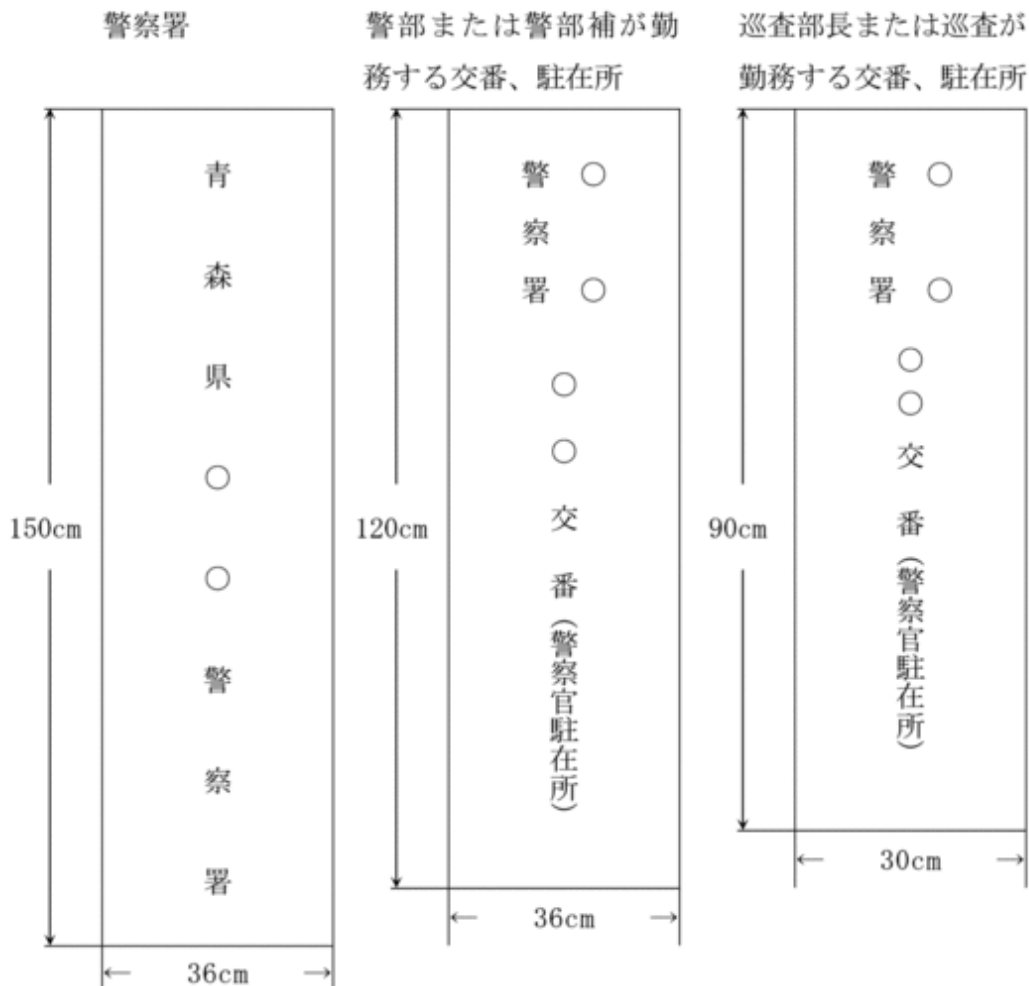 警察署
青森県○○警察署
150cm
36cm
警部または警部補が勤
務する交番、駐在所
○○
警察署
○○交番(警察官駐在所)
120cm
36cm
巡査部長または巡査が
勤務する交番、駐在所
○○
警察署
○○交番(警察官駐在所)
90cm
30cm